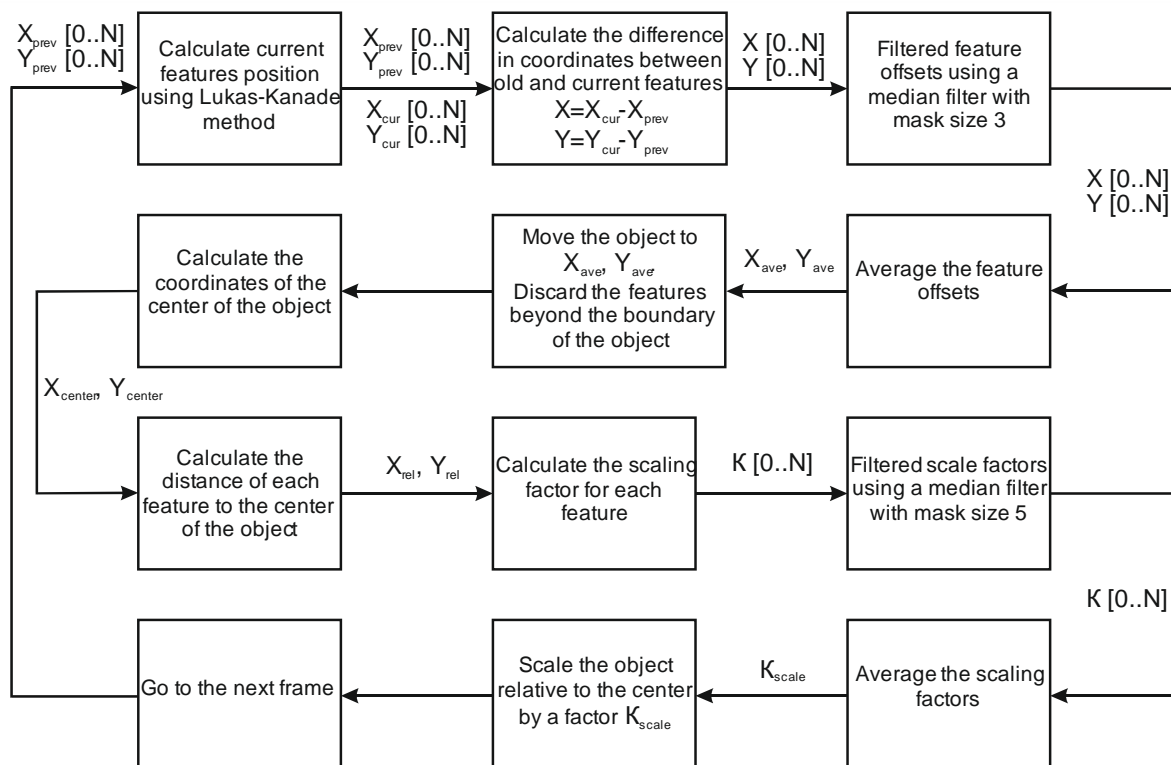 X_prev [0..N]
Y_prev [0..N]
Calculate current
features position
using Lukas-Kanade
method
X_prev [0..N]
Y_prev [0..N]
X_cur [0..N]
Y_cur [0..N]
Calculate the difference
in coordinates between
old and current features
X=X_cur-X_prev
Y=Y_cur-Y_prev
X [0..N]
Y [0..N]
Filtered feature
offsets using a
median filter with
mask size 3
X [0..N]
Y [0..N]
Average the feature
offsets
X_ave, Y_ave
Move the object to
X_ave, Y_ave.
Discard the features
beyond the boundary
of the object
Calculate the
coordinates of the
center of the object
X_center, Y_center
Calculate the
distance of each
feature to the center
of the object
X_rel, Y_rel
Calculate the scaling
factor for each
feature
K [0..N]
Filtered scale factors
using a median filter
with mask size 5
K [0..N]
Average the scaling
factors
K_scale
Scale the object
relative to the center
by a factor K_scale
Go to the next frame